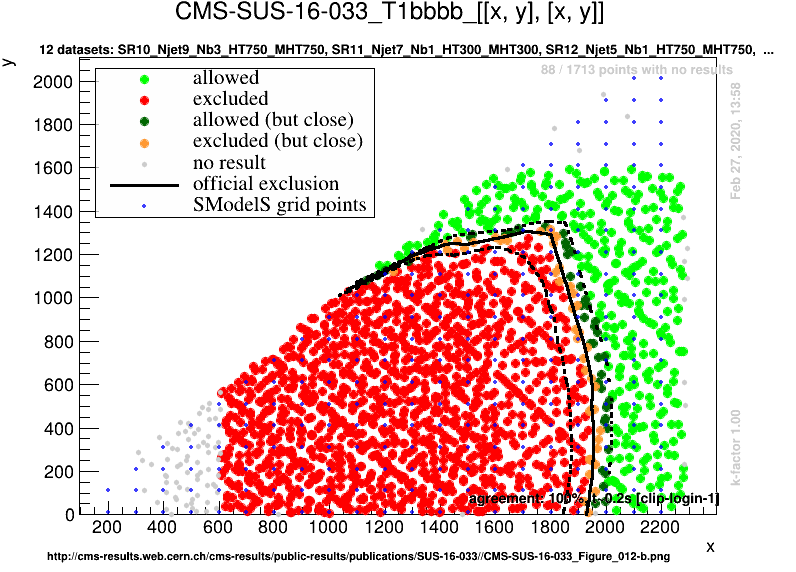 CMS-SUS-16-033_T1bbbb_[[x, y], [x, y]]
12 datasets: SR10_Njet9_Nb3_HT750_MHT750, SR11_Njet7_Nb1_HT300_MHT300, SR12_Njet5_Nb1_HT750_MHT750, ...
y
88 / 1713 points with no results
allowed
excluded
allowed (but close)
excluded (but close)
no result
official exclusion
SModelS grid points
Feb 27, 2020, 13:58
k-factor 1.00
2000
1800
1600
1400
1200
1000
800
600
400
200
0
agreement: 100%, t~0.2s [clip-login-1]
200 400 600 800 1000 1200 1400 1600 1800 2000 2200
x
http://cms-results.web.cern.ch/cms-results/public-results/publications/SUS-16-033//CMS-SUS-16-033_Figure_012-b.png